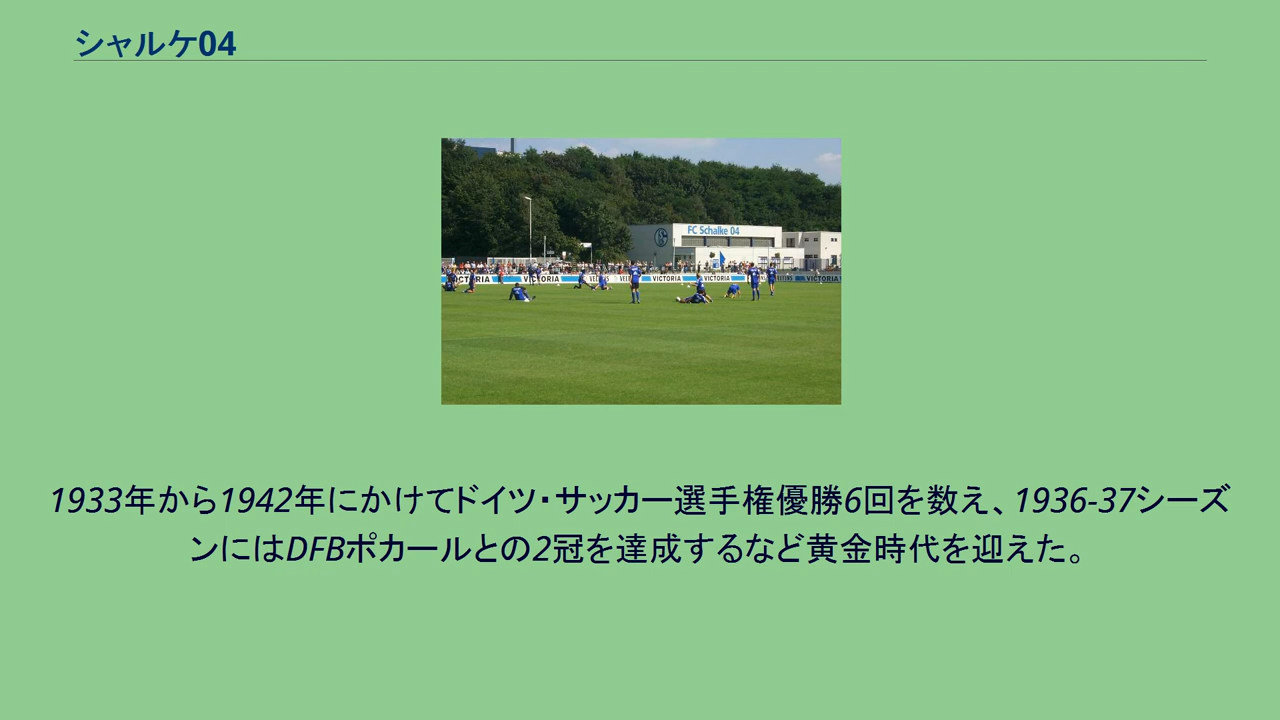 シャルケ04
FC Schalke 04
VICTORIA VICTORIA VELTINS VICTORIA VICTORIA VELTINS VICTORIA
1933年から1942年にかけてドイツ・サッカー選手権優勝6回を数え、1936-37シーズ
ンにはDFBポカールとの2冠を達成するなど黄金時代を迎えた。